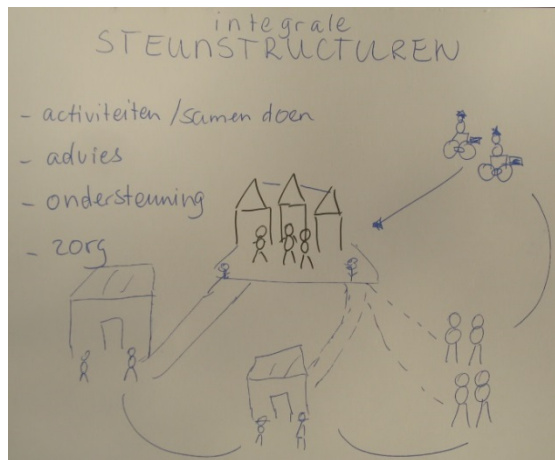 integrale
STEUNSTRUCTUREN
- activiteiten/samen doen
- advies
- ondersteuning
- zorg